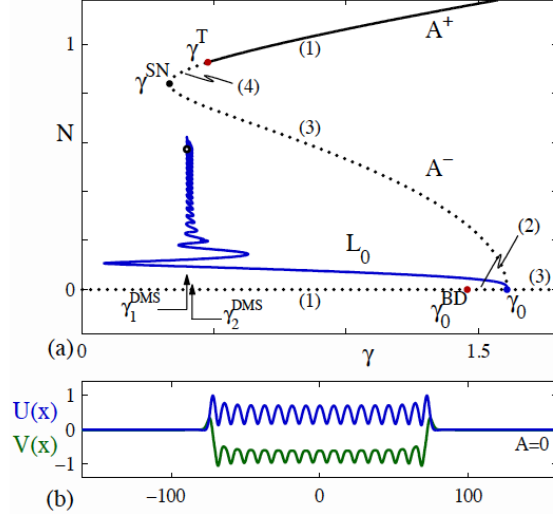 1
γ^T
(1)
A^+
γ^SN
(4)
N
(3)
A^-
L_0
(2)
0
(1)
(3)
γ_1^DMS
γ_2^DMS
γ_0^BD
γ_0
(a)
0
γ
1.5
1
U(x)
0
V(x)
A=0
-1
(b)
-100
0
100